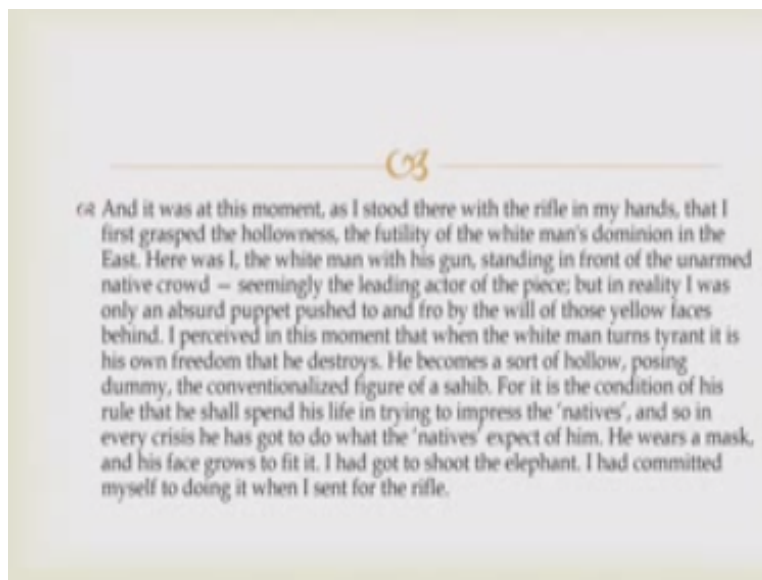 And it was at this moment, as I stood there with the rifle in my hands, that I
first grasped the hollowness, the futility of the white man's dominion in the
East. Here was I, the white man with his gun, standing in front of the unarmed
native crowd – seemingly the leading actor of the piece; but in reality I was
only an absurd puppet pushed to and fro by the will of those yellow faces
behind. I perceived in this moment that when the white man turns tyrant it is
his own freedom that he destroys. He becomes a sort of hollow, posing
dummy, the conventionalized figure of a sahib. For it is the condition of his
rule that he shall spend his life in trying to impress the 'natives', and so in
every crisis he has got to do what the 'natives' expect of him. He wears a mask,
and his face grows to fit it. I had got to shoot the elephant. I had committed
myself to doing it when I sent for the rifle.